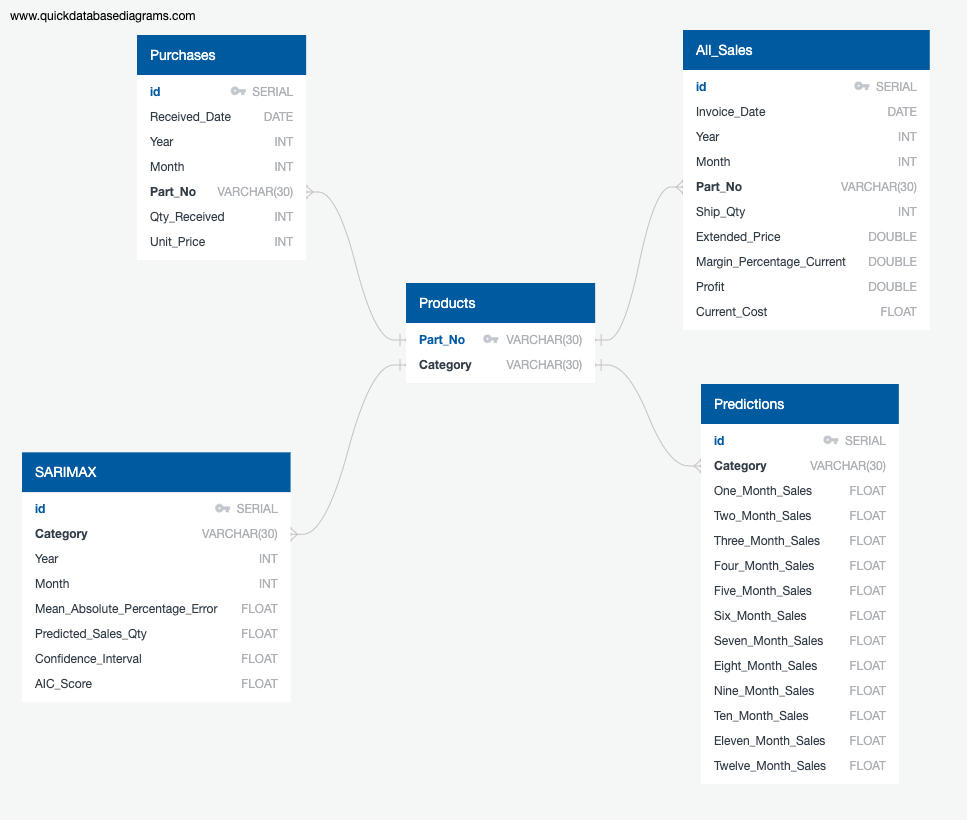 www.quickdatabasediagrams.com
Purchases
id SERIAL
Received_Date DATE
Year INT
Month INT
Part_No VARCHAR(30)
Qty_Received INT
Unit_Price INT
All_Sales
id SERIAL
Invoice_Date DATE
Year INT
Month INT
Part_No VARCHAR(30)
Ship_Qty INT
Extended_Price DOUBLE
Margin_Percentage_Current DOUBLE
Profit DOUBLE
Current_Cost FLOAT
Products
Part_No VARCHAR(30)
Category VARCHAR(30)
SARIMAX
id SERIAL
Category VARCHAR(30)
Year INT
Month INT
Mean_Absolute_Percentage_Error FLOAT
Predicted_Sales_Qty FLOAT
Confidence_Interval FLOAT
AIC_Score FLOAT
Predictions
id SERIAL
Category VARCHAR(30)
One_Month_Sales FLOAT
Two_Month_Sales FLOAT
Three_Month_Sales FLOAT
Four_Month_Sales FLOAT
Five_Month_Sales FLOAT
Six_Month_Sales FLOAT
Seven_Month_Sales FLOAT
Eight_Month_Sales FLOAT
Nine_Month_Sales FLOAT
Ten_Month_Sales FLOAT
Eleven_Month_Sales FLOAT
Twelve_Month_Sales FLOAT